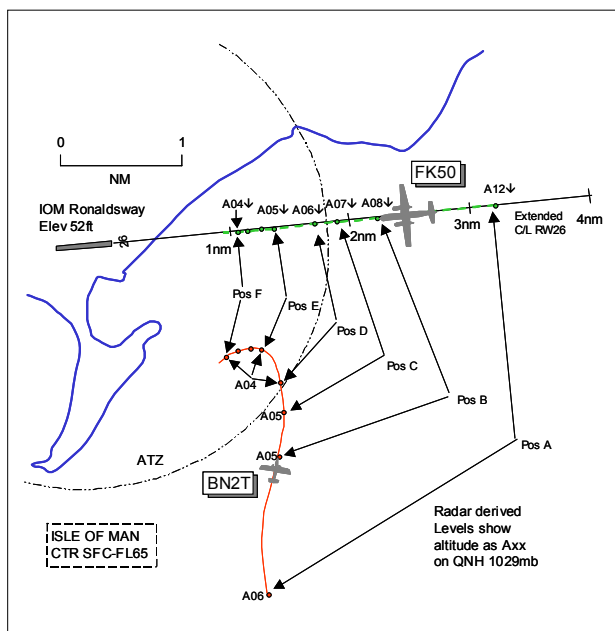 0
1
NM
FK50
IOM Ronaldsway
Elev 52ft
26
A04↓
A05↓
A06↓
A07↓
A08↓
A12↓
1nm
2nm
3nm
4nm
Extended
C/L RW26
Pos F
Pos E
Pos D
Pos C
Pos B
Pos A
A04
A05
A05
ATZ
BN2T
A06
ISLE OF MAN
CTR SFC-FL65
Radar derived
Levels show
altitude as Axx
on QNH 1029mb